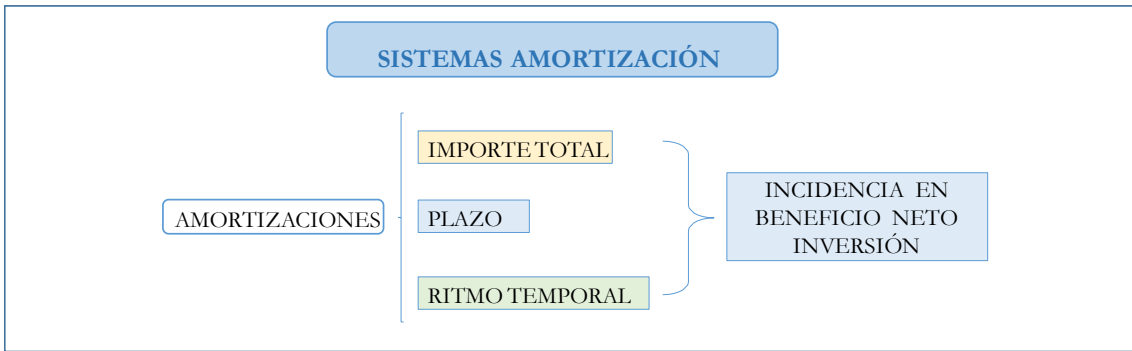 SISTEMAS AMORTIZACIÓN
IMPORTE TOTAL
AMORTIZACIONES
PLAZO
RITMO TEMPORAL
INCIDENCIA EN
BENEFICIO NETO
INVERSIÓN